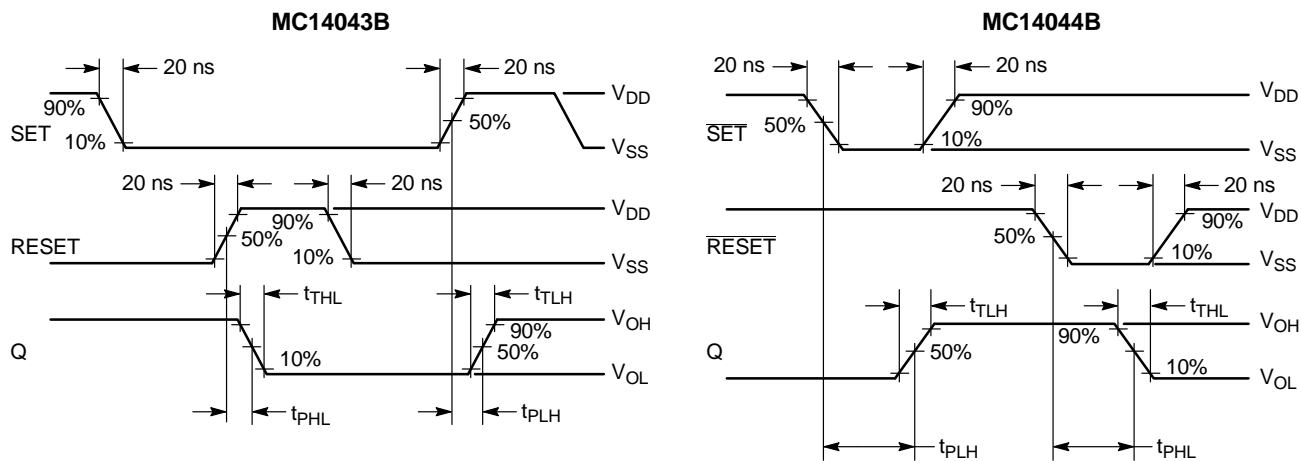 MC14043B
20 ns
20 ns
90%
10%
50%
SET
V_DD
V_SS
20 ns
20 ns
90%
50%
10%
RESET
V_DD
V_SS
t_THL
t_TLH
90%
50%
10%
Q
V_OH
V_OL
t_PHL
t_PLH
MC14044B
20 ns
20 ns
90%
50%
10%
S̅E̅T̅
V_DD
V_SS
20 ns
20 ns
90%
50%
10%
R̅E̅S̅E̅T̅
V_DD
V_SS
t_TLH
t_THL
50%
90%
10%
Q
V_OH
V_OL
t_PLH
t_PHL